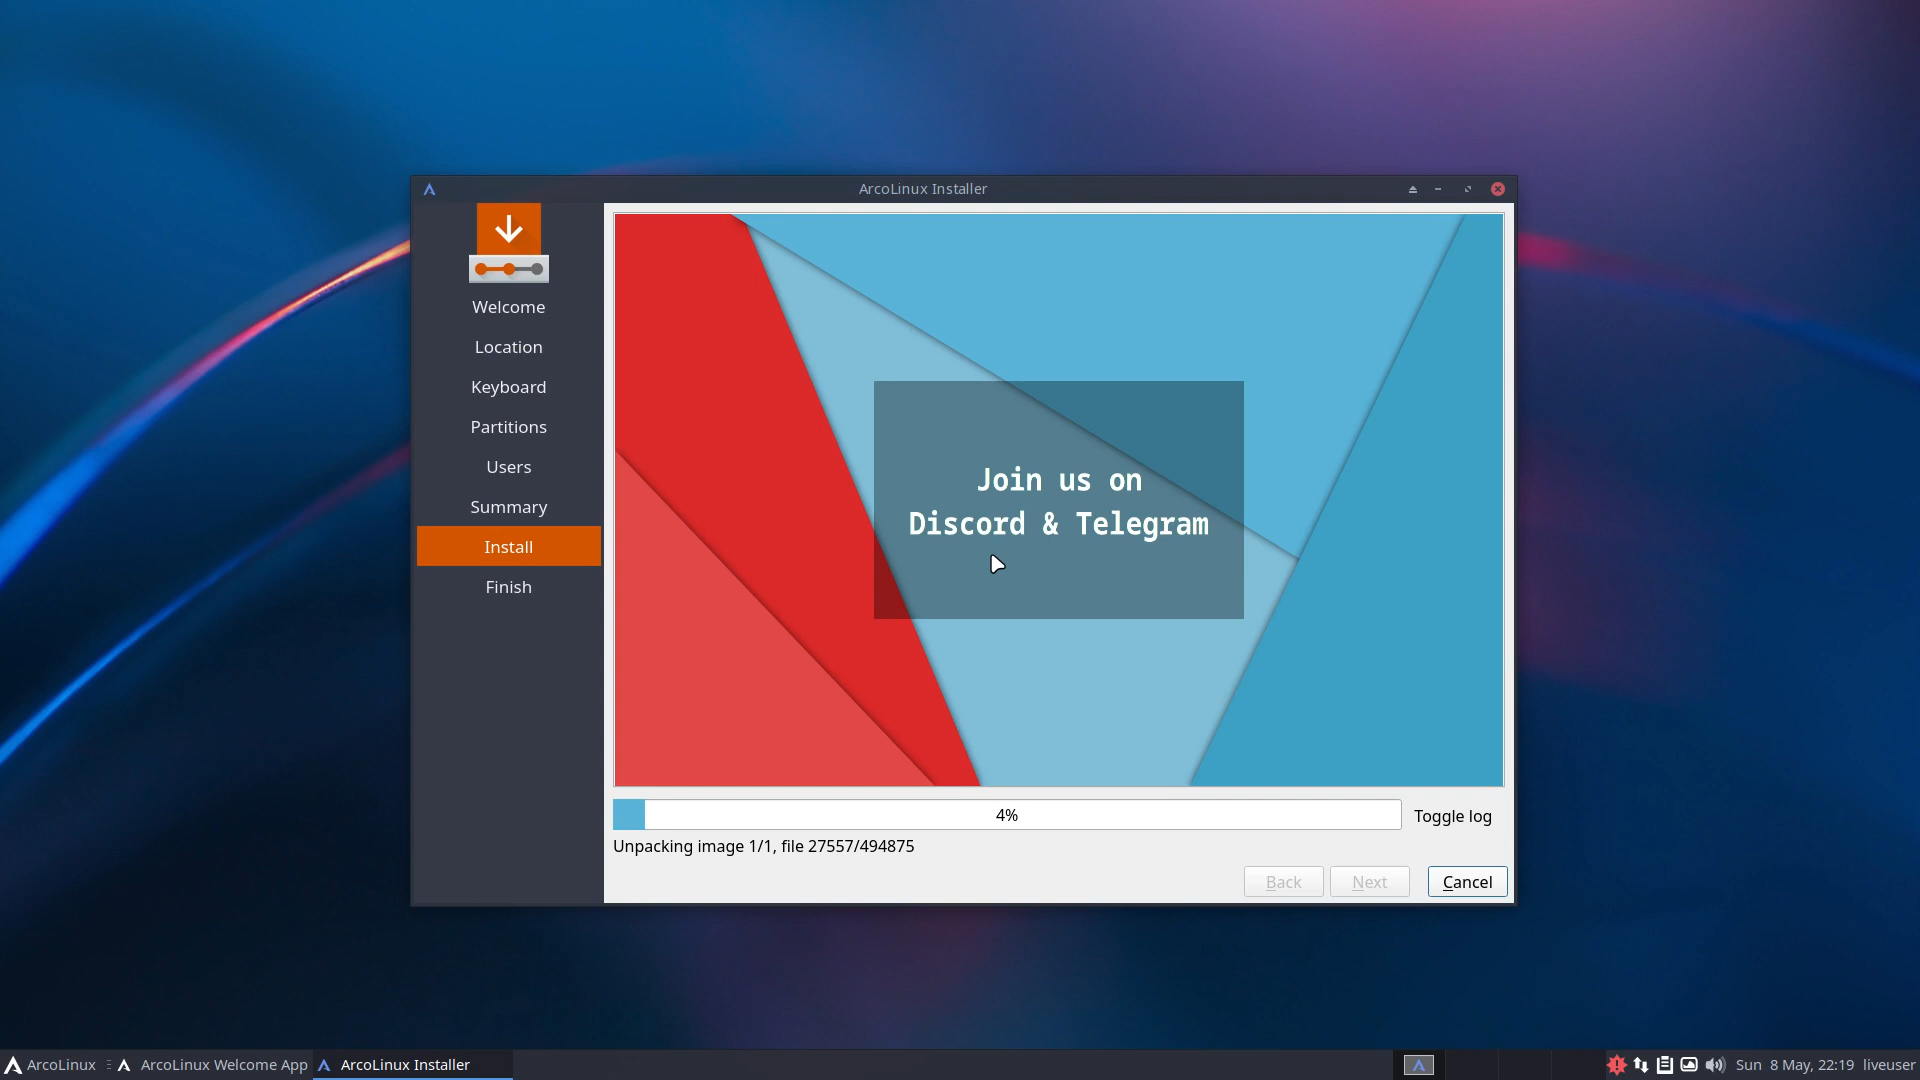 ArcoLinux Installer
Welcome
Location
Keyboard
Partitions
Users
Summary
Install
Finish
Join us on
Discord & Telegram
4%
Toggle log
Unpacking image 1/1, file 27557/494875
Back
Next
Cancel
ArcoLinux
ArcoLinux Welcome App
ArcoLinux Installer
Sun 8 May, 22:19
liveuser